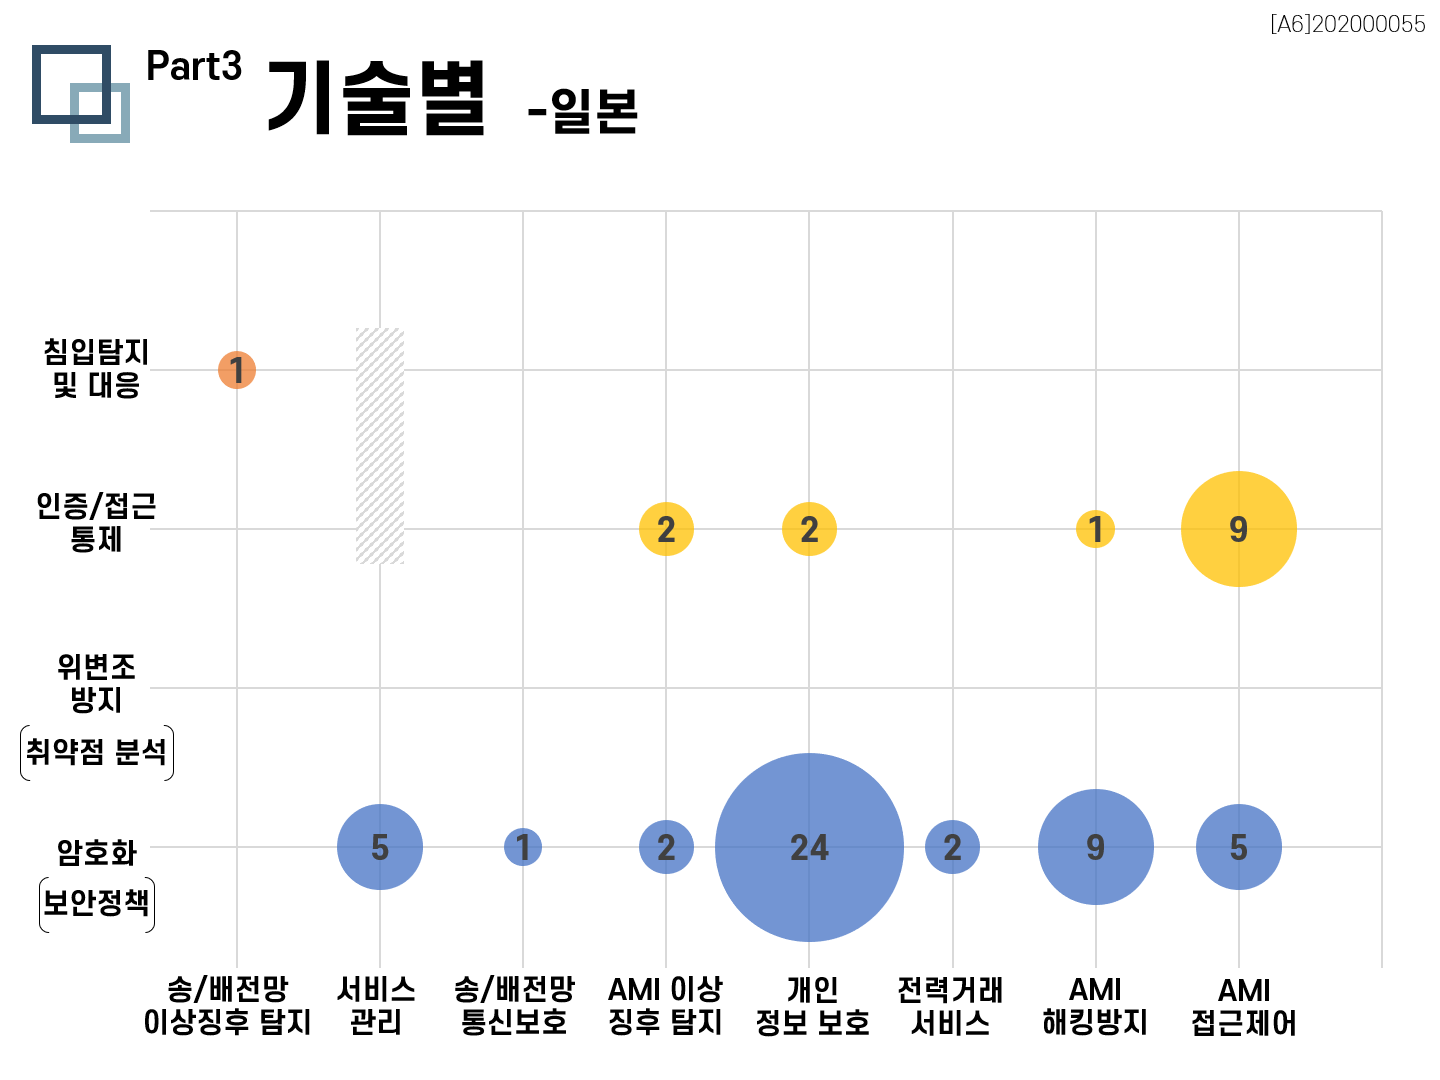 [A6]202000055
Part3 기술별 -일본
침입탐지
및 대응
1
인증/접근
통제
2 2 1 9
위변조
방지
취약점 분석
암호화
5 1 2 24 2 9 5
보안정책
송/배전망
이상징후 탐지
서비스
관리
송/배전망
통신보호
AMI 이상
징후 탐지
개인
정보 보호
전력거래
서비스
AMI
해킹방지
AMI
접근제어